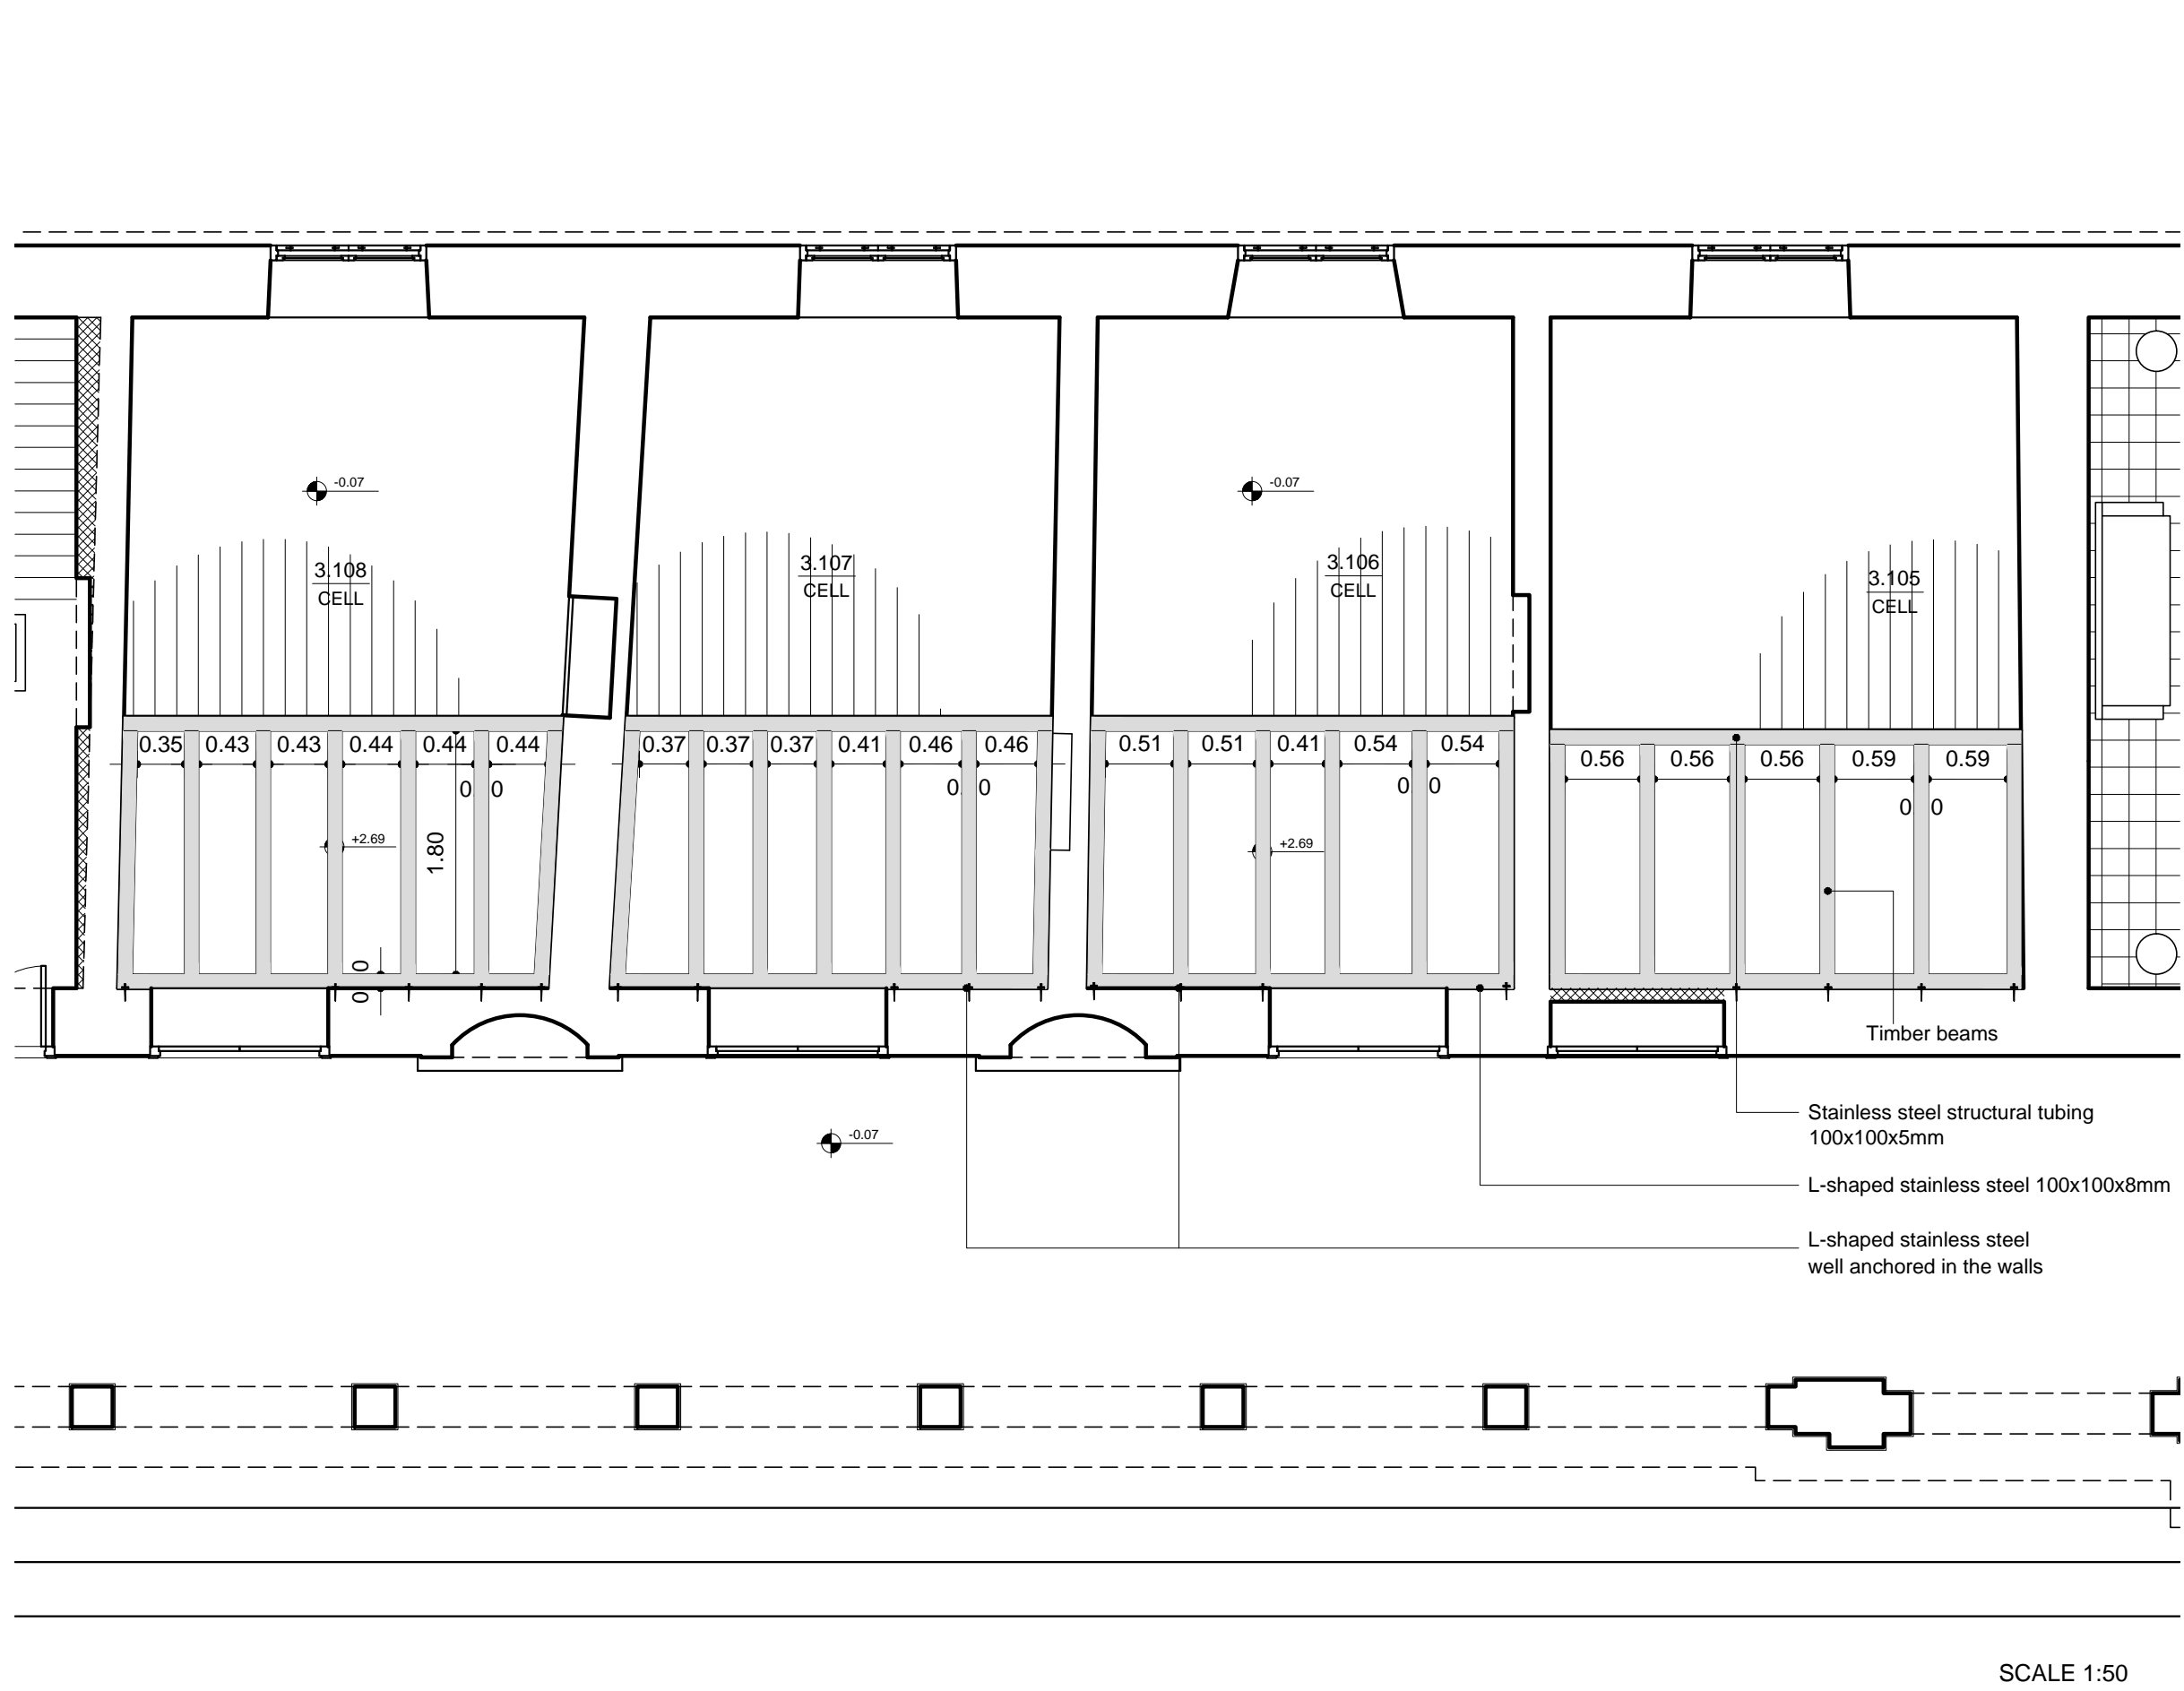 -0.07
-0.07
3.108
CELL
3.107
CELL
3.106
CELL
3.105
CELL
0.35 0.43 0.43 0.44 0.44 0.44
0.37 0.37 0.37 0.41 0.46 0.46
0.51 0.51 0.41 0.54 0.54
0.56 0.56 0.56 0.59 0.59
+2.69
1.80
+2.69
Timber beams
-0.07
Stainless steel structural tubing
100x100x5mm
L-shaped stainless steel 100x100x8mm
L-shaped stainless steel
well anchored in the walls
SCALE 1:50